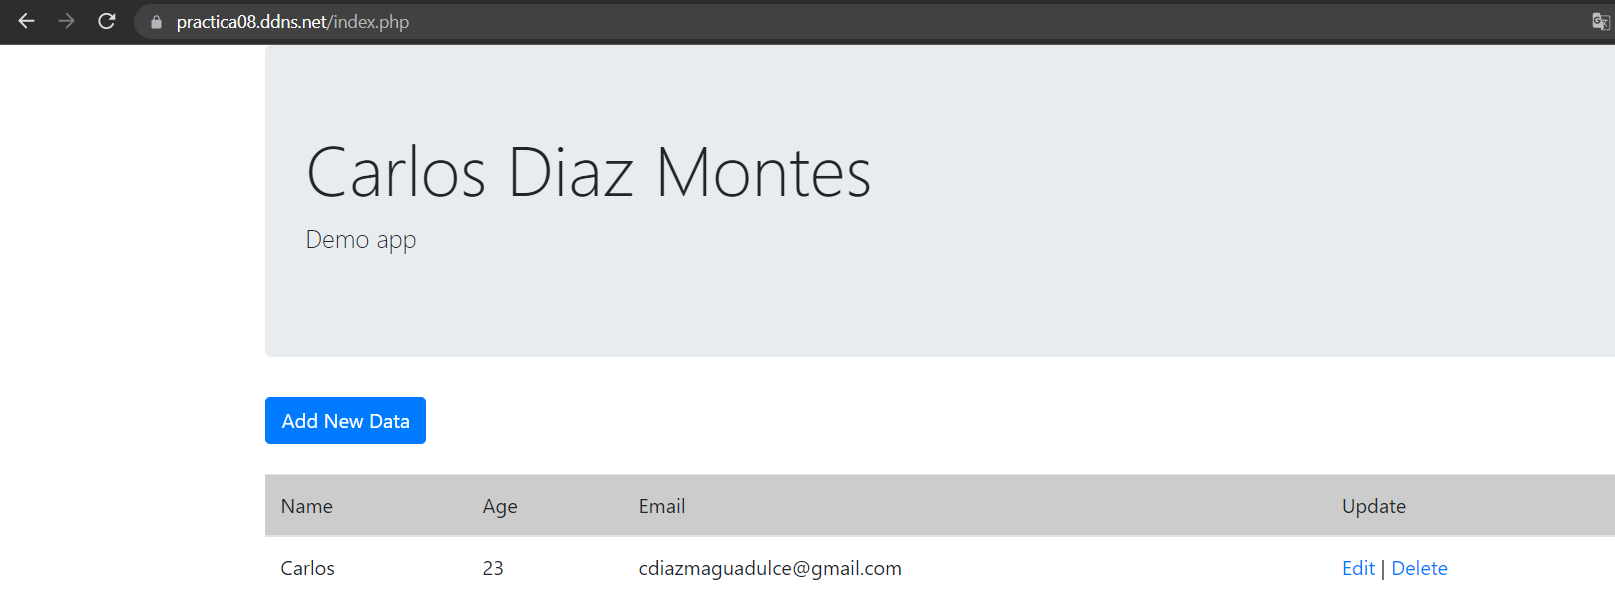 practica08.ddns.net/index.php
Carlos Diaz Montes
Demo app
Add New Data
Name Age Email Update
Carlos 23 cdiazmaguadulce@gmail.com Edit | Delete